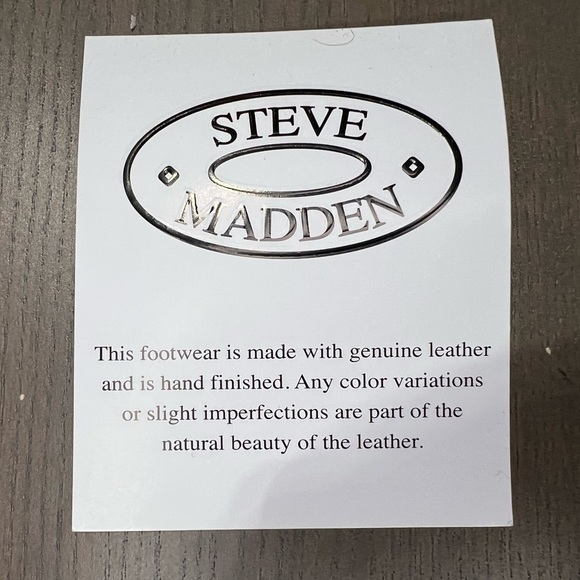 STEVE
MADDEN
This footwear is made with genuine leather
and is hand finished. Any color variations
or slight imperfections are part of the
natural beauty of the leather.